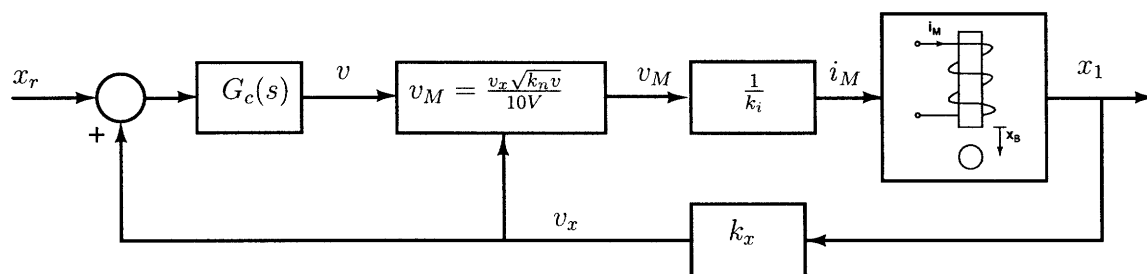 $x_r$
+
$G_c(s)$
$v$
$v_M = \frac{v_x \sqrt{k_n v}}{10V}$
$v_M$
$\frac{1}{k_i}$
$i_M$
$i_M$
$x_B$
$x_1$
$v_x$
$k_x$